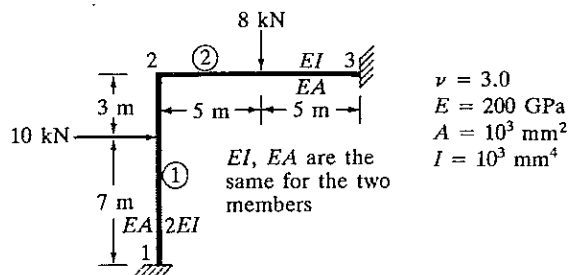 8 kN
2 ② EI 3
EA
3 m 5 m 5 m
10 kN
①
7 m
EA 2EI
1
EI, EA are the
same for the two
members
ν = 3.0
E = 200 GPa
A = 10³ mm²
I = 10³ mm⁴